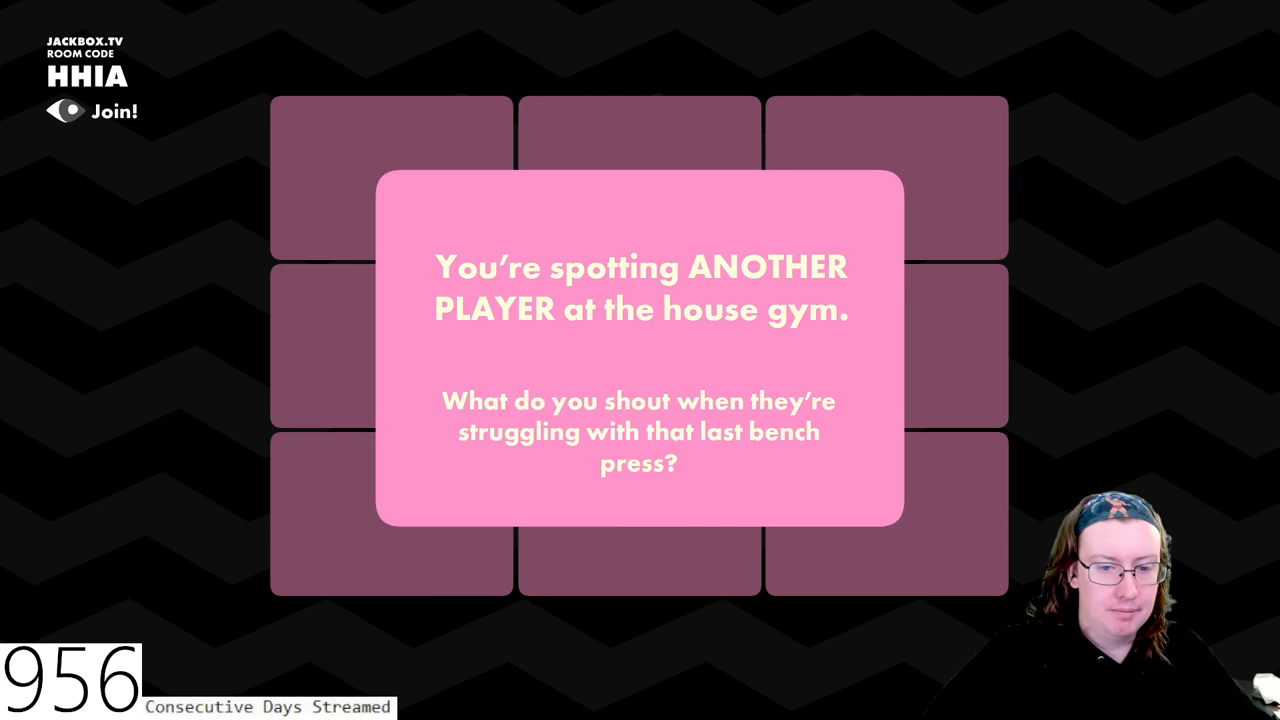 JACKBOX.TV
ROOM CODE
HHIA
Join!
You're spotting ANOTHER
PLAYER at the house gym.
What do you shout when they're
struggling with that last bench
press?
956
Consecutive Days Streamed